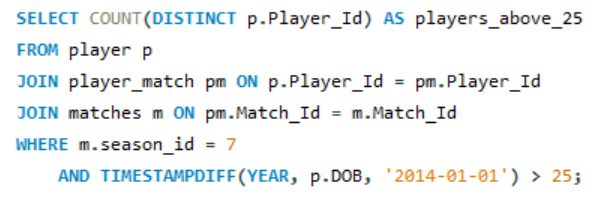 SELECT COUNT(DISTINCT p.Player_Id) AS players_above_25
FROM player p
JOIN player_match pm ON p.Player_Id = pm.Player_Id
JOIN matches m ON pm.Match_Id = m.Match_Id
WHERE m.season_id = 7
    AND TIMESTAMPDIFF(YEAR, p.DOB, '2014-01-01') > 25;